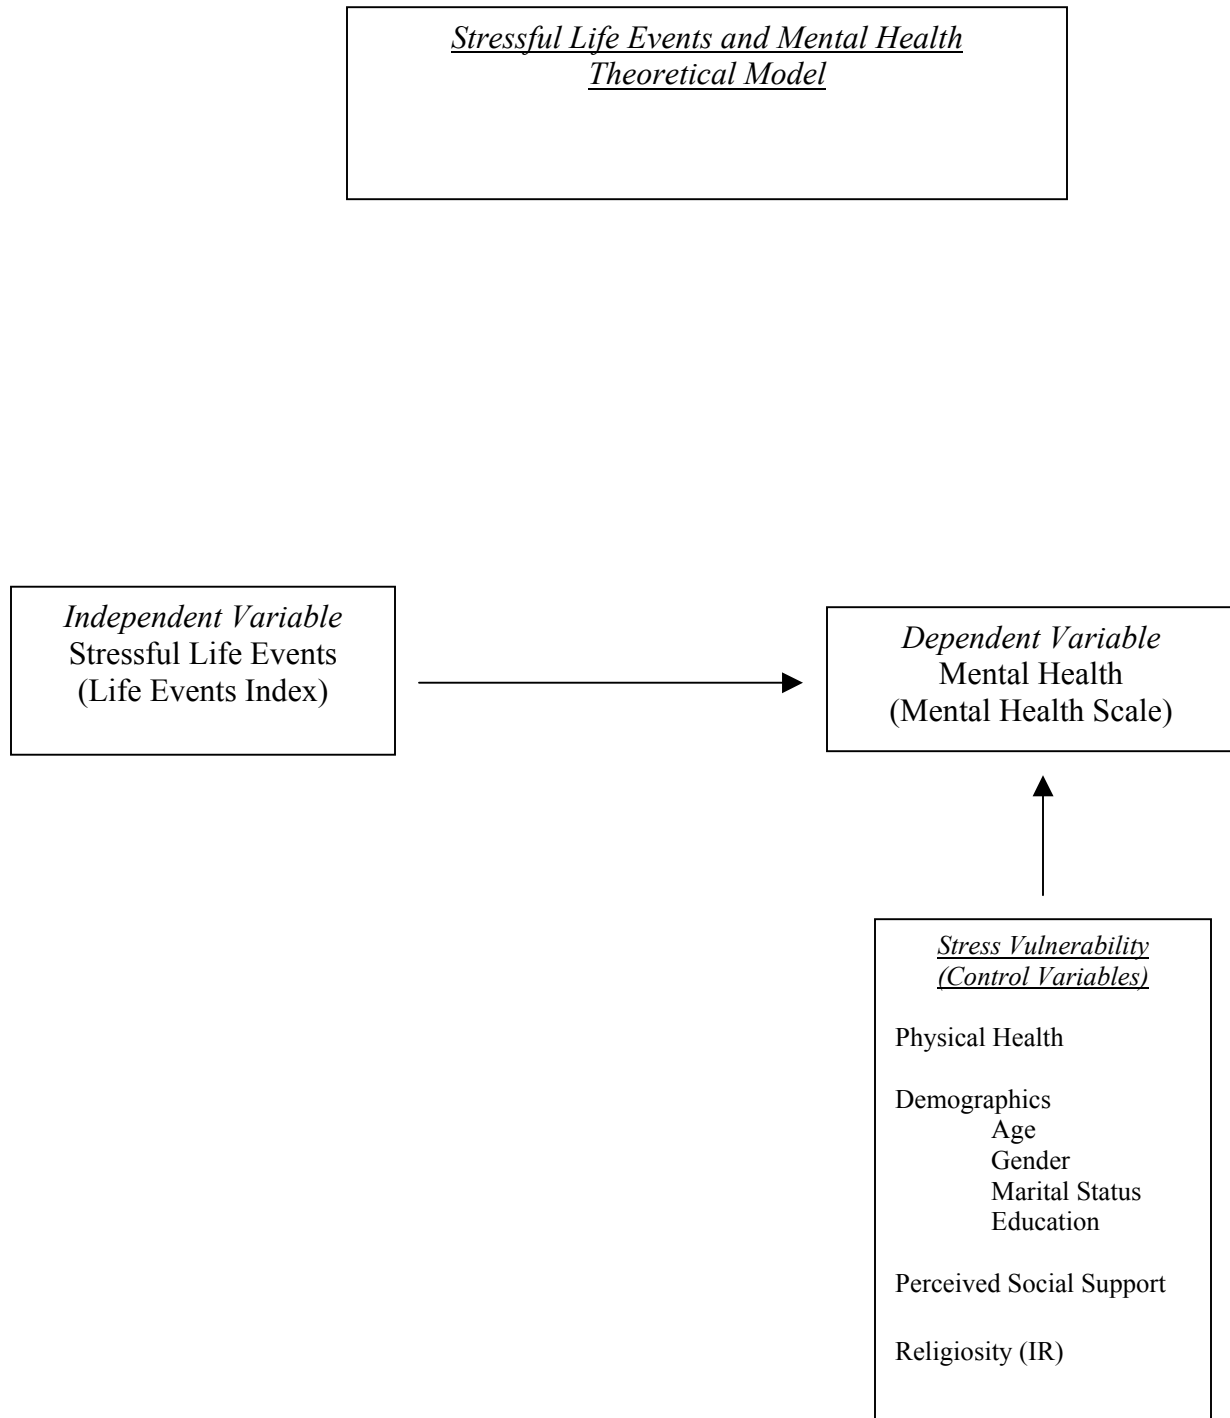 Stressful Life Events and Mental Health
Theoretical Model
Independent Variable
Stressful Life Events
(Life Events Index)
Dependent Variable
Mental Health
(Mental Health Scale)
Stress Vulnerability
(Control Variables)
Physical Health
Demographics
Age
Gender
Marital Status
Education
Perceived Social Support
Religiosity (IR)